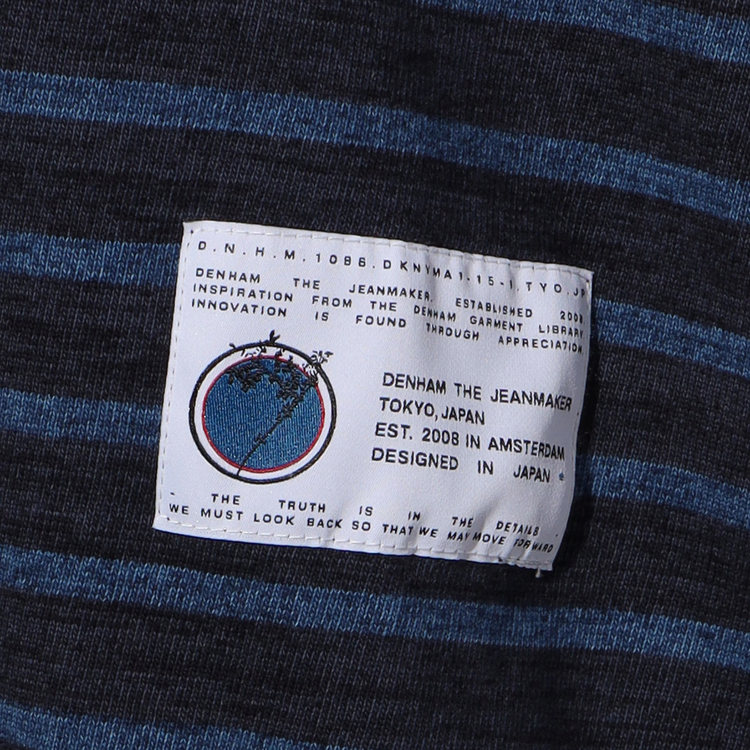 D.N.H.M.1086.DKNYMA1-15-1.TYO.JP
DENHAM THE JEANMAKER. ESTABLISHED 2008
INSPIRATION FROM THE DENHAM GARMENT LIBRARY
INNOVATION IS FOUND THROUGH APPRECIATION
DENHAM THE JEANMAKER
TOKYO, JAPAN
EST. 2008 IN AMSTERDAM
DESIGNED IN JAPAN
THE TRUTH IS IN THE DETAILS
WE MUST LOOK BACK SO THAT WE MAY MOVE FORWARD